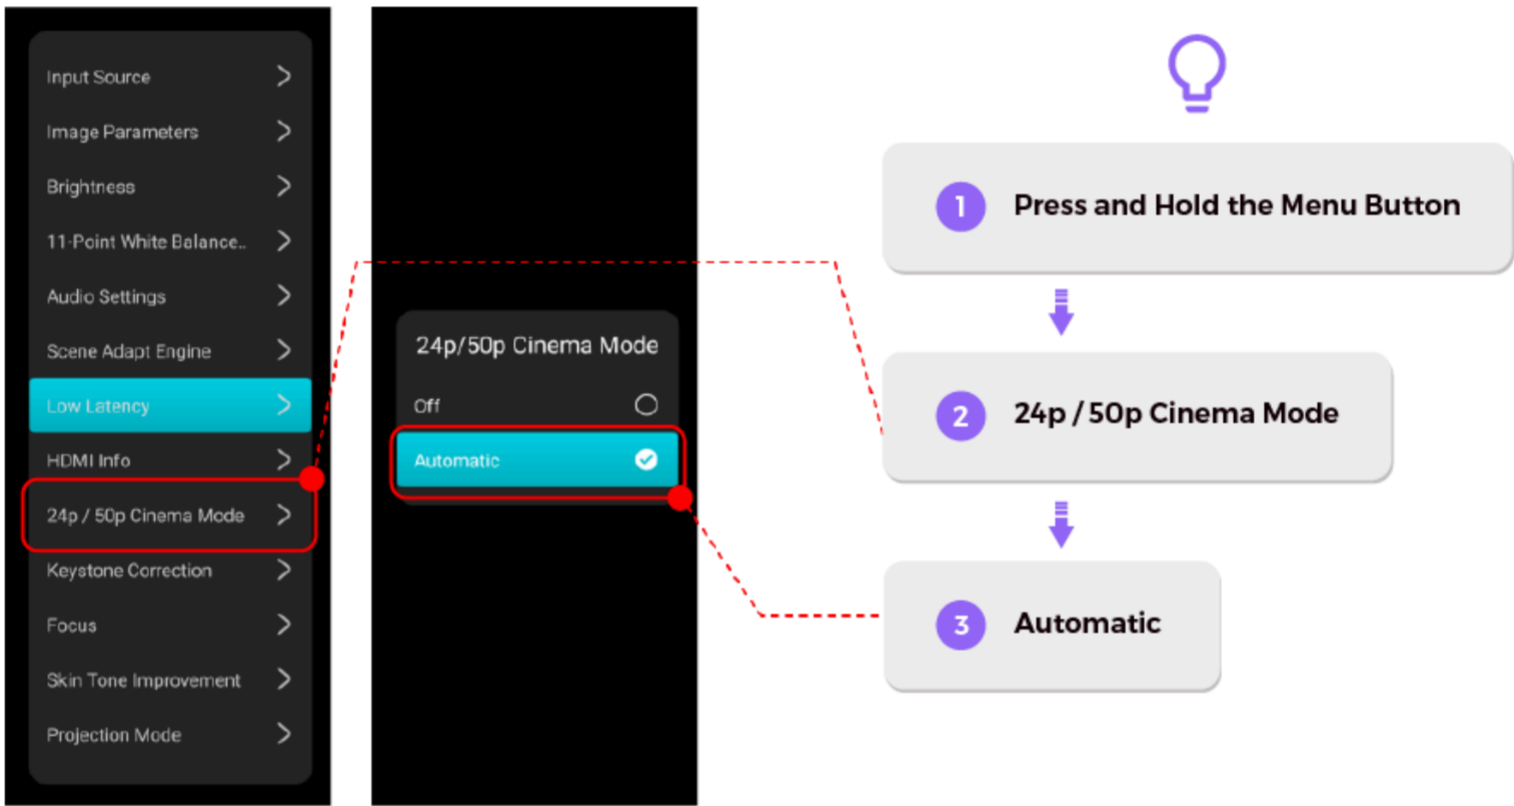 Input Source
Image Parameters
Brightness
11-Point White Balance..
Audio Settings
Scene Adapt Engine
Low Latency
HDMI Info
24p / 50p Cinema Mode
Keystone Correction
Focus
Skin Tone Improvement
Projection Mode
24p/50p Cinema Mode
Off
Automatic
1 Press and Hold the Menu Button
2 24p / 50p Cinema Mode
3 Automatic